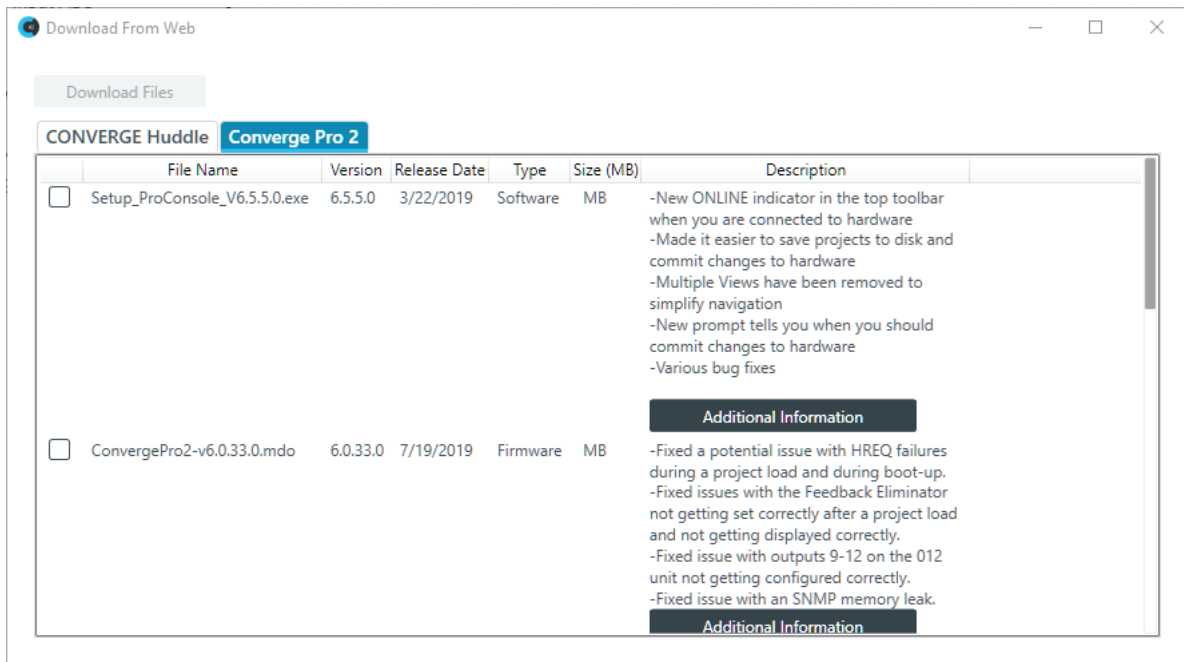 Download From Web
Download Files
CONVERGE Huddle Converge Pro 2
File Name Version Release Date Type Size (MB) Description
Setup_ProConsole_V6.5.5.0.exe 6.5.5.0 3/22/2019 Software MB -New ONLINE indicator in the top toolbar
when you are connected to hardware
-Made it easier to save projects to disk and
commit changes to hardware
-Multiple Views have been removed to
simplify navigation
-New prompt tells you when you should
commit changes to hardware
-Various bug fixes
Additional Information
ConvergePro2-v6.0.33.0.mdo 6.0.33.0 7/19/2019 Firmware MB -Fixed a potential issue with HREQ failures
during a project load and during boot-up.
-Fixed issues with the Feedback Eliminator
not getting set correctly after a project load
and not getting displayed correctly.
-Fixed issue with outputs 9-12 on the 012
unit not getting configured correctly.
-Fixed issue with an SNMP memory leak.
Additional Information